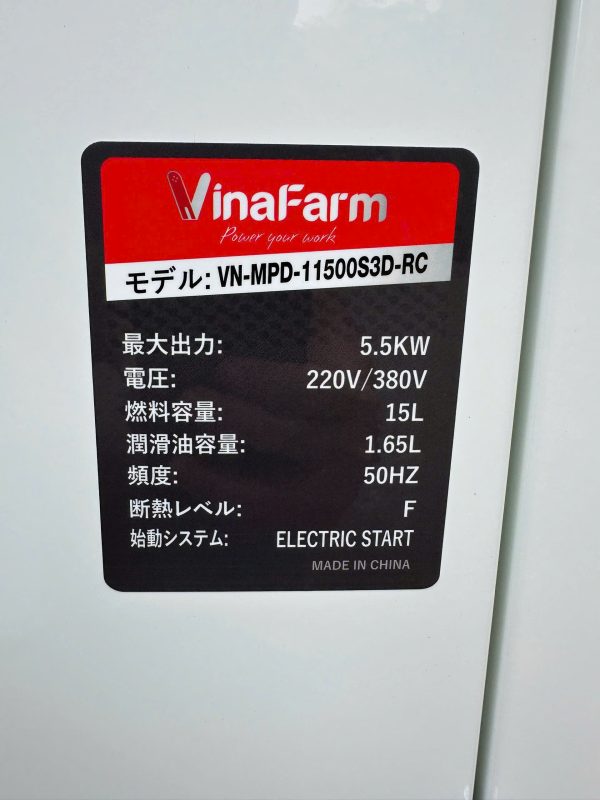 VinaFarm
Power your work
モデル: VN-MPD-11500S3D-RC
最大出力: 5.5KW
電圧: 220V/380V
燃料容量: 15L
潤滑油容量: 1.65L
頻度: 50HZ
断熱レベル: F
始動システム: ELECTRIC START
MADE IN CHINA